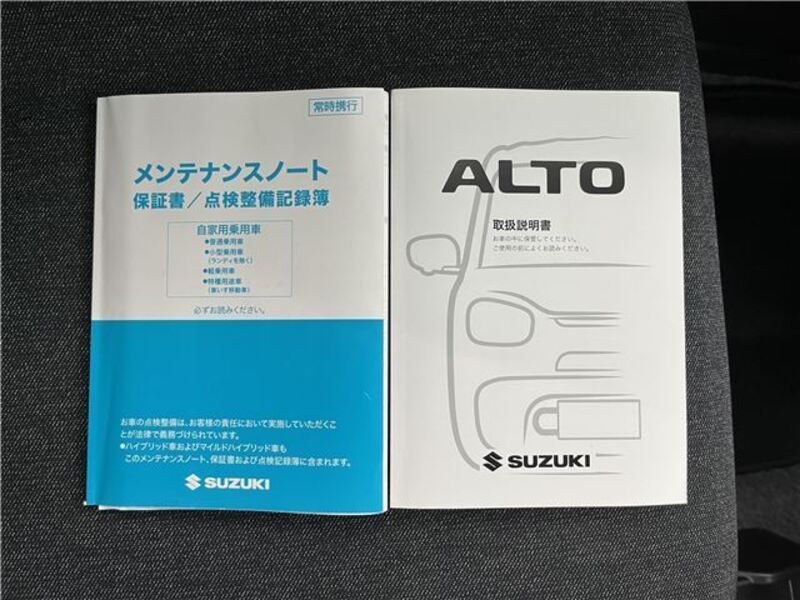 常時携行
メンテナンスノート
保証書／点検整備記録簿
自家用乗用車
●普通乗用車
●小型乗用車
（ランディを除く）
●軽乗用車
●特種用途車
（車いす移動車）
必ずお読みください。
お車の点検整備は、お客様の責任において実施していただくこ
とが法律で義務づけられています。
●ハイブリッド車およびマイルドハイブリッド車も
このメンテナンスノート、保証書および点検記録簿に含まれます。
SUZUKI
ALTO
取扱説明書
お車の中に保管してください。
ご使用の前によくお読みください。
SUZUKI